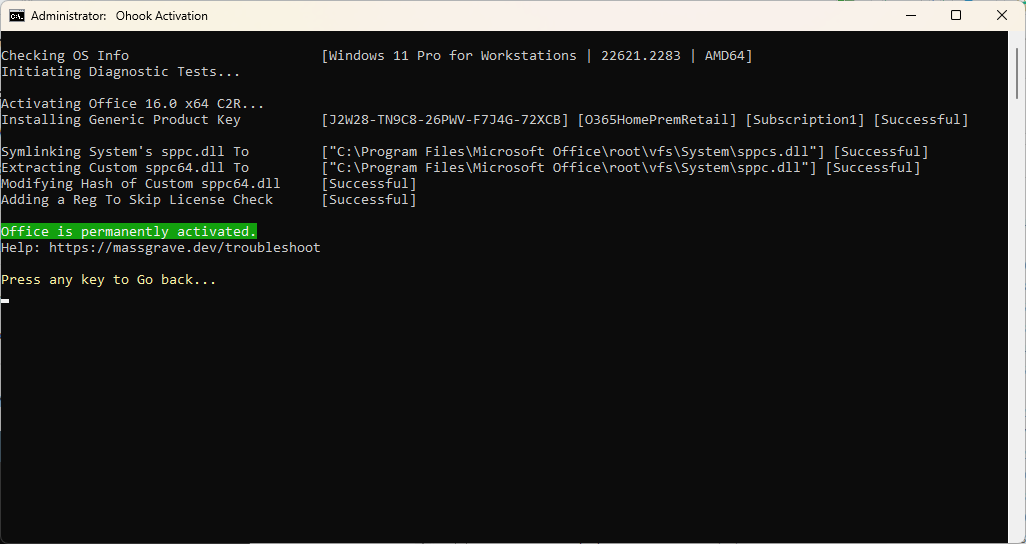 Administrator: Ohook Activation
Checking OS Info [Windows 11 Pro for Workstations | 22621.2283 | AMD64]
Initiating Diagnostic Tests...
Activating Office 16.0 x64 C2R...
Installing Generic Product Key [J2W28-TN9C8-26PWV-F7J4G-72XCB] [O365HomePremRetail] [Subscription1] [Successful]
Symlinking System's sppc.dll To ["C:\Program Files\Microsoft Office\root\vfs\System\sppcs.dll"] [Successful]
Extracting Custom sppc64.dll To ["C:\Program Files\Microsoft Office\root\vfs\System\sppc.dll"] [Successful]
Modifying Hash of Custom sppc64.dll [Successful]
Adding a Reg To Skip License Check [Successful]
Office is permanently activated.
Help: https://massgrave.dev/troubleshoot
Press any key to Go back...